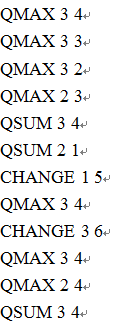 QMAX 3 4
QMAX 3 3
QMAX 3 2
QMAX 2 3
QSUM 3 4
QSUM 2 1
CHANGE 1 5
QMAX 3 4
CHANGE 3 6
QMAX 3 4
QMAX 2 4
QSUM 3 4